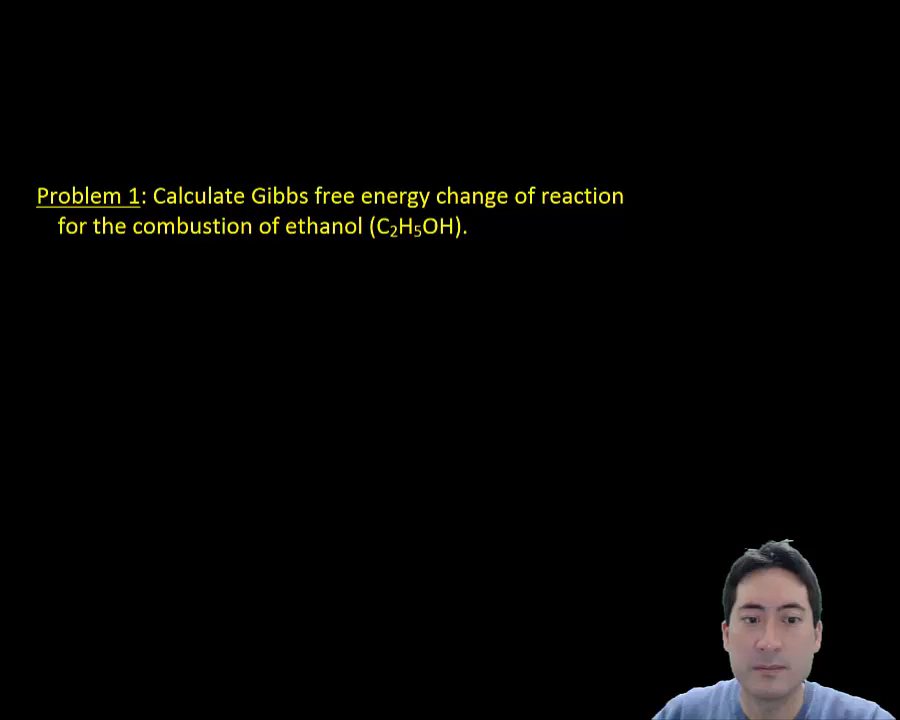 Problem 1: Calculate Gibbs free energy change of reaction
for the combustion of ethanol (C₂H₅OH).